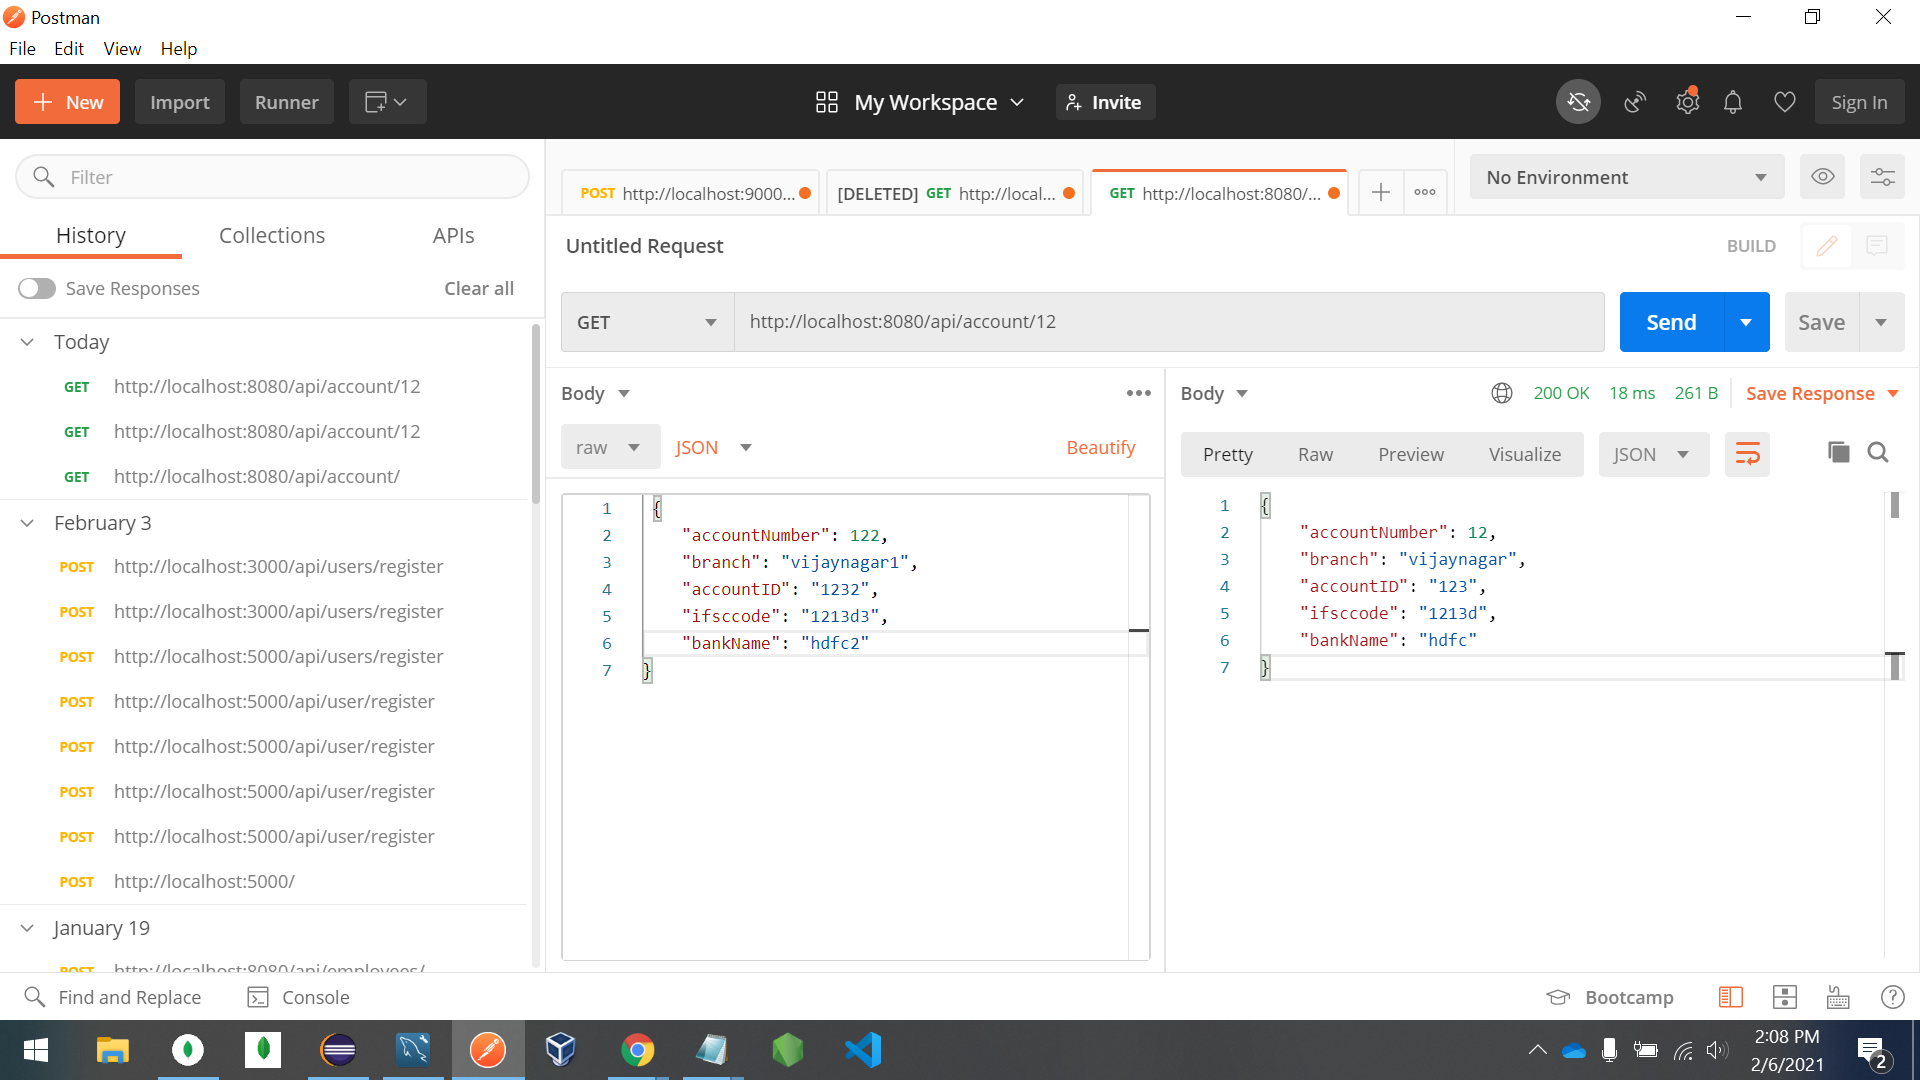 Postman
File Edit View Help
New Import Runner My Workspace Invite Sign In
Filter
History Collections APIs
Save Responses Clear all
Today
GET http://localhost:8080/api/account/12
GET http://localhost:8080/api/account/12
GET http://localhost:8080/api/account/
February 3
POST http://localhost:3000/api/users/register
POST http://localhost:3000/api/users/register
POST http://localhost:5000/api/users/register
POST http://localhost:5000/api/user/register
POST http://localhost:5000/api/user/register
POST http://localhost:5000/api/user/register
POST http://localhost:5000/api/user/register
POST http://localhost:5000/
January 19
POST http://localhost:8080/api/employees/
POST http://localhost:9000... [DELETED] GET http://local... GET http://localhost:8080/... No Environment
Untitled Request BUILD
GET http://localhost:8080/api/account/12 Send Save
Body
raw JSON Beautify
1 {
2 "accountNumber": 122,
3 "branch": "vijaynagar1",
4 "accountID": "1232",
5 "ifsccode": "1213d3",
6 "bankName": "hdfc2"
7 }
Body 200 OK 18 ms 261 B Save Response
Pretty Raw Preview Visualize JSON
1 {
2 "accountNumber": 12,
3 "branch": "vijaynagar",
4 "accountID": "123",
5 "ifsccode": "1213d",
6 "bankName": "hdfc"
7 }
Find and Replace Console Bootcamp
2:08 PM
2/6/2021
2